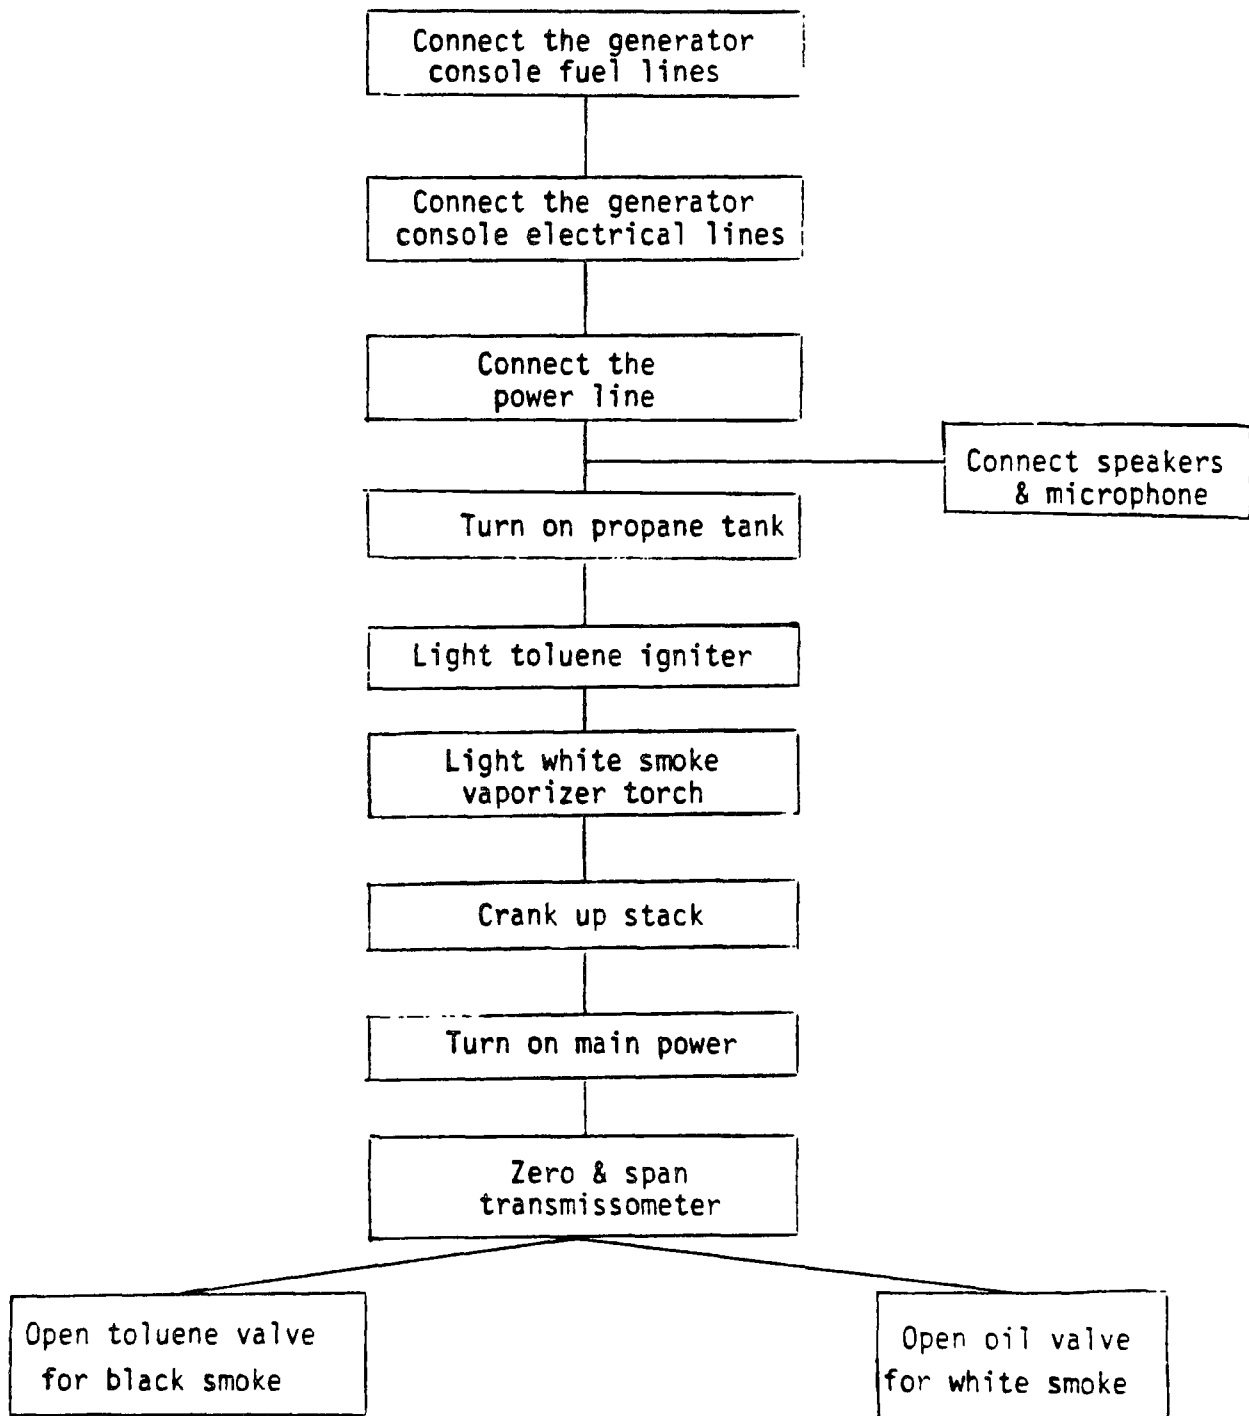 Connect the generator
console fuel lines
Connect the generator
console electrical lines
Connect the
power line
Connect speakers
& microphone
Turn on propane tank
Light toluene igniter
Light white smoke
vaporizer torch
Crank up stack
Turn on main power
Zero & span
transmissometer
Open toluene valve
for black smoke
Open oil valve
for white smoke